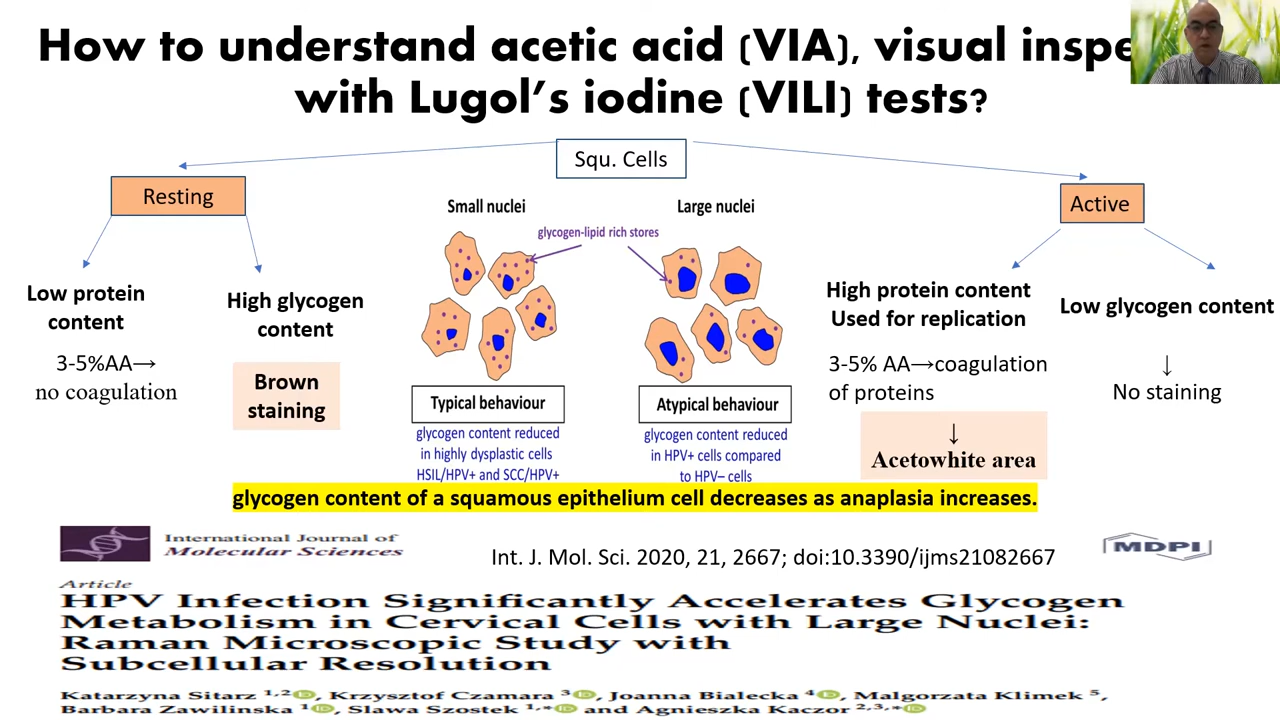 How to understand acetic acid (VIA), visual inspe
with Lugol's iodine (VILI) tests?
Squ. Cells
Resting
Active
Small nuclei
Large nuclei
glycogen-lipid rich stores
Low protein
content
High glycogen
content
High protein content
Used for replication
Low glycogen content
3-5%AA→
no coagulation
Brown
staining
3-5% AA→coagulation
of proteins
↓
Acetowhite area
↓
No staining
Typical behaviour
glycogen content reduced
in highly dysplastic cells
HSIL/HPV+ and SCC/HPV+
Atypical behaviour
glycogen content reduced
in HPV+ cells compared
to HPV– cells
glycogen content of a squamous epithelium cell decreases as anaplasia increases.
International Journal of
Molecular Sciences
Int. J. Mol. Sci. 2020, 21, 2667; doi:10.3390/ijms21082667
MDPI
Article
HPV Infection Significantly Accelerates Glycogen
Metabolism in Cervical Cells with Large Nuclei:
Raman Microscopic Study with
Subcellular Resolution
Katarzyna Sitarz 1,2, Krzysztof Czamara 3, Joanna Bialecka 4, Malgorzata Klimek 5,
Barbara Zawilinska 1, Slawa Szostek 1,* and Agnieszka Kaczor 2,3,*